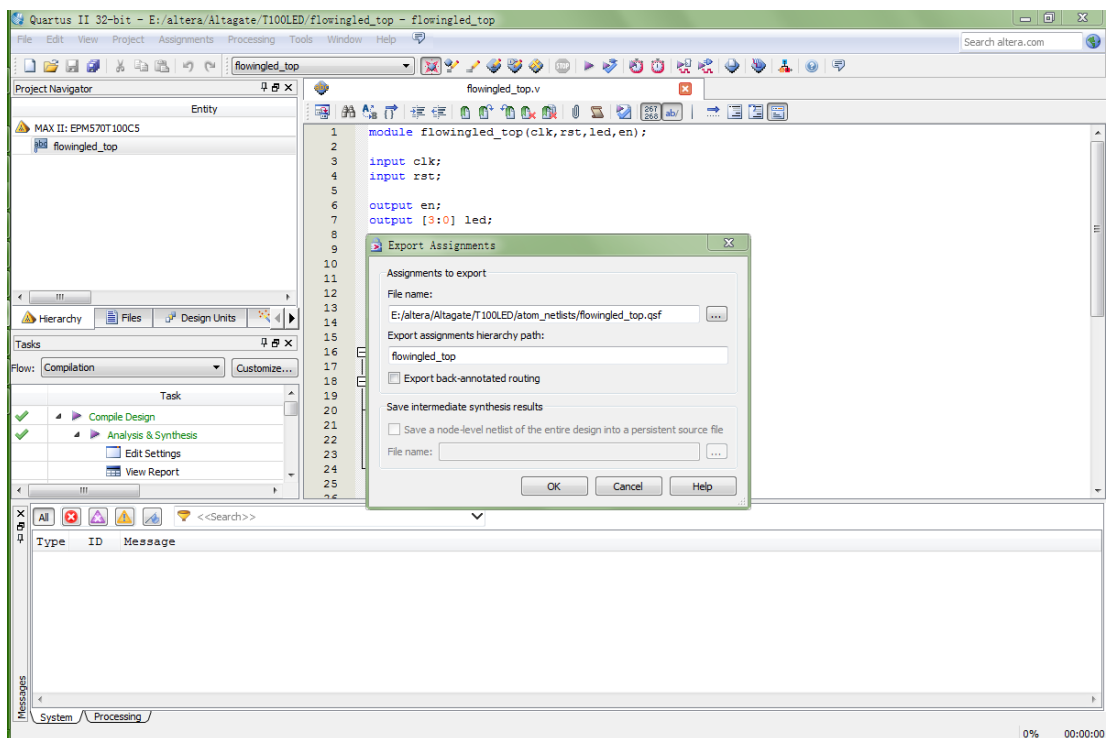 Quartus II 32-bit - E:/altera/Altagate/T100LED/flowingled_top - flowingled_top
File Edit View Project Assignments Processing Tools Window Help
Search altera.com
flowingled_top
Project Navigator
flowingled_top.v
Entity
MAX II: EPM570T100C5
flowingled_top
267
268
ab/
1 module flowingled_top(clk,rst,led,en);
2
3 input clk;
4 input rst;
5
6 output en;
7 output [3:0] led;
8
9
10
11
12
13
14
15
16
17
18
19
20
21
22
23
24
25
26
Hierarchy Files Design Units
Tasks
Flow: Compilation Customize...
Task
Compile Design
Analysis & Synthesis
Edit Settings
View Report
Export Assignments
Assignments to export
File name:
E:/altera/Altagate/T100LED/atom_netlists/flowingled_top.qsf ...
Export assignments hierarchy path:
flowingled_top
Export back-annotated routing
Save intermediate synthesis results
Save a node-level netlist of the entire design into a persistent source file
File name: ...
OK Cancel Help
All <<Search>>
Type ID Message
Messages
System Processing
0% 00:00:00